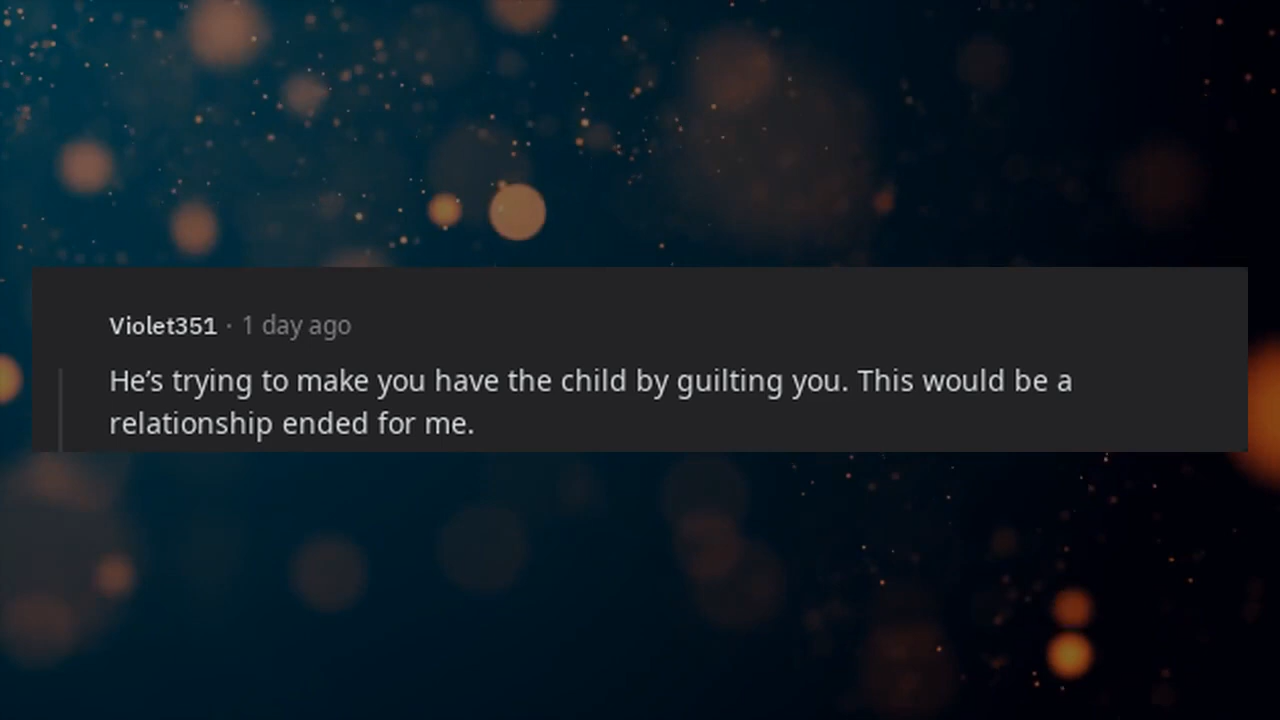 Violet351 · 1 day ago
He’s trying to make you have the child by guilting you. This would be a
relationship ended for me.